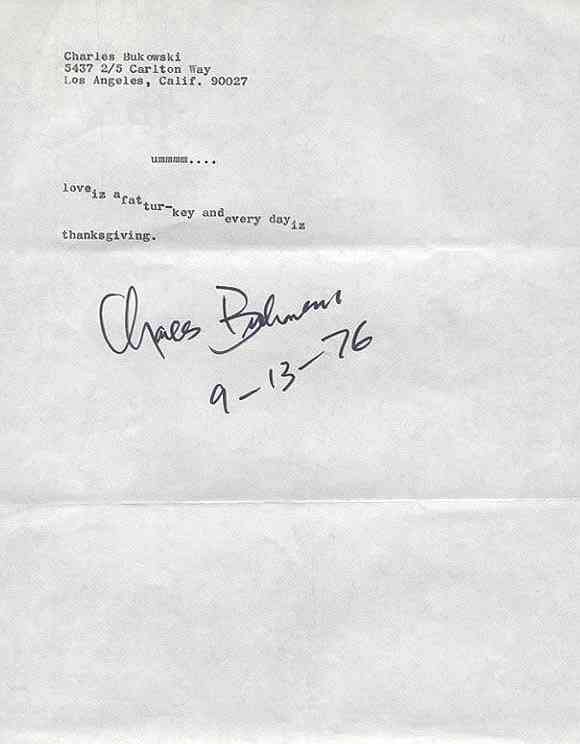 Charles Bukowski
5437 2/5 Carlton Way
Los Angeles, Calif. 90027
ummmm....
love iz a fat tur-key and every day iz
thanksgiving.
Charles Bukowski
9-13-76